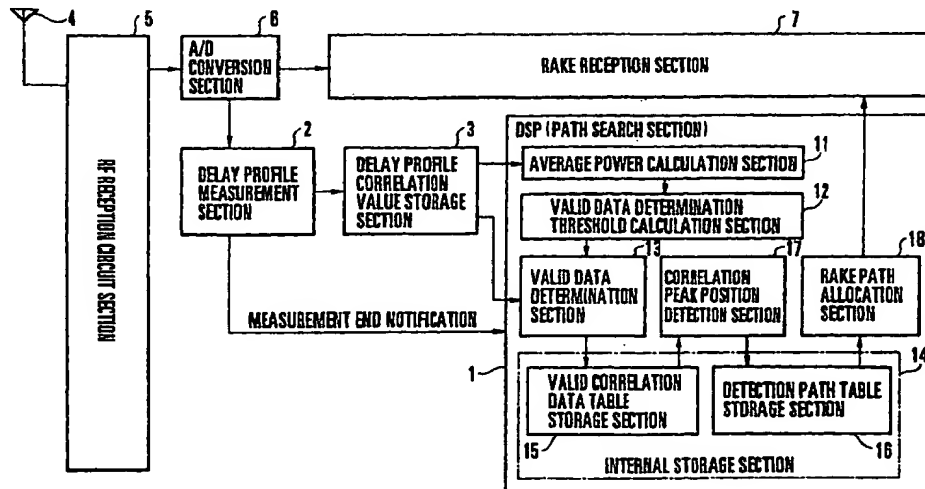 4
5
6
7
A/D
CONVERSION
SECTION
RAKE RECEPTION SECTION
RF RECEPTION CIRCUIT SECTION
2
3
DELAY PROFILE
MEASUREMENT
SECTION
DELAY PROFILE
CORRELATION
VALUE STORAGE
SECTION
DSP (PATH SEARCH SECTION)
11
AVERAGE POWER CALCULATION SECTION
12
VALID DATA DETERMINATION
THRESHOLD CALCULATION SECTION
13
17
18
VALID DATA
DETERMINATION
SECTION
CORRELATION
PEAK POSITION
DETECTION SECTION
RAKE PATH
ALLOCATION
SECTION
MEASUREMENT END NOTIFICATION
1
14
VALID CORRELATION
DATA TABLE
STORAGE SECTION
DETECTION PATH TABLE
STORAGE SECTION
15
16
INTERNAL STORAGE SECTION